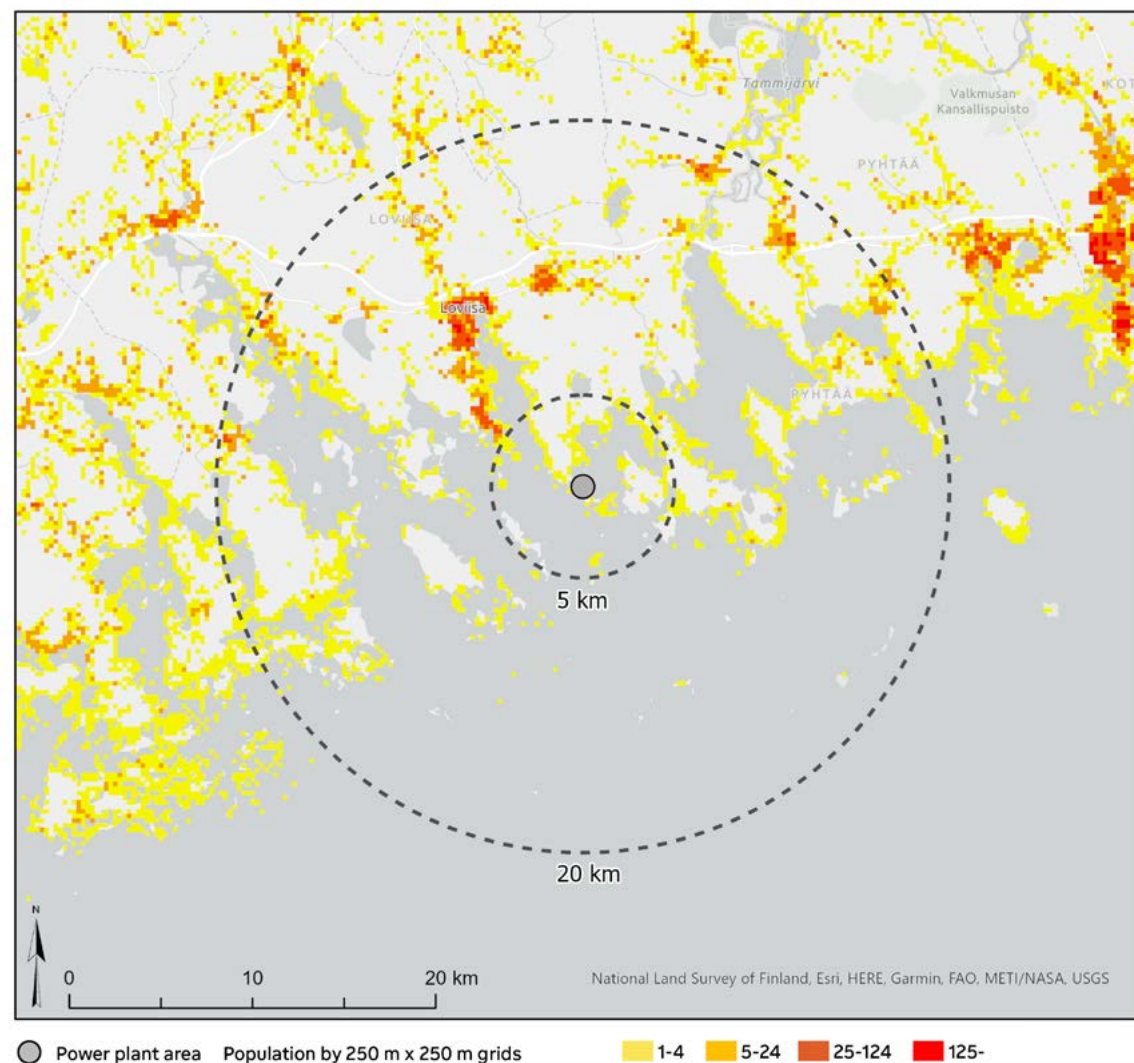 Tammijärvi
Valkmusan
Kansallispuisto
KOT
PYHTÄÄ
LOVIISA
Loviisa
PYHTÄÄ
5 km
20 km
N
0 10 20 km
National Land Survey of Finland, Esri, HERE, Garmin, FAO, METI/NASA, USGS
Power plant area Population by 250 m x 250 m grids 1-4 5-24 25-124 125-